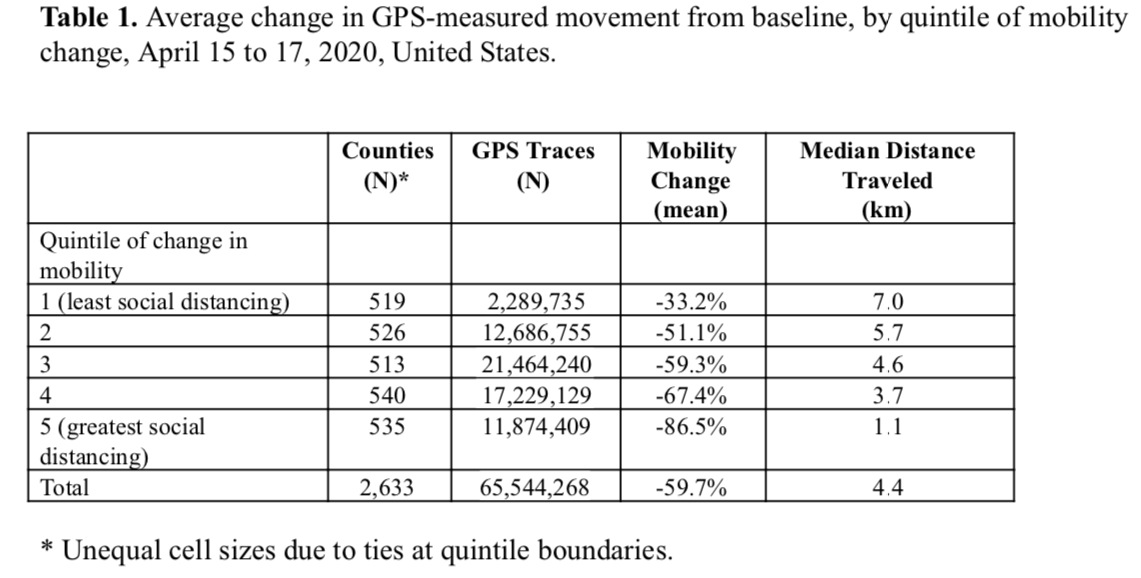 Table 1. Average change in GPS-measured movement from baseline, by quintile of mobility
change, April 15 to 17, 2020, United States.
Counties (N)* GPS Traces (N) Mobility Change (mean) Median Distance Traveled (km)
Quintile of change in mobility
1 (least social distancing) 519 2,289,735 -33.2% 7.0
2 526 12,686,755 -51.1% 5.7
3 513 21,464,240 -59.3% 4.6
4 540 17,229,129 -67.4% 3.7
5 (greatest social distancing) 535 11,874,409 -86.5% 1.1
Total 2,633 65,544,268 -59.7% 4.4
* Unequal cell sizes due to ties at quintile boundaries.